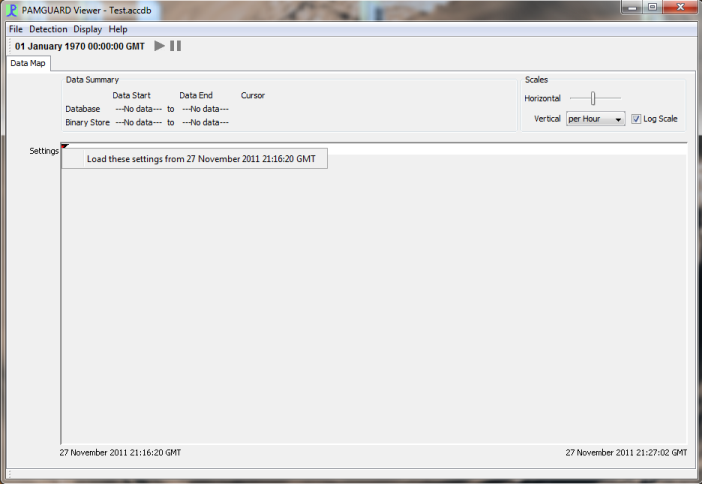 PAMGUARD Viewer - Test.accdb
File Detection Display Help
01 January 1970 00:00:00 GMT
Data Map
Data Summary
Data Start Data End Cursor
Database ---No data--- to ---No data---
Binary Store ---No data--- to ---No data---
Scales
Horizontal
Vertical per Hour Log Scale
Settings
Load these settings from 27 November 2011 21:16:20 GMT
27 November 2011 21:16:20 GMT 27 November 2011 21:27:02 GMT